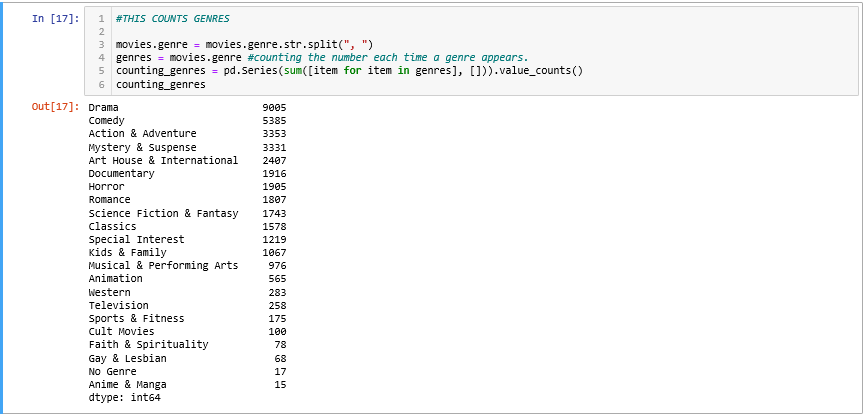 In [17]:
1 #THIS COUNTS GENRES
2
3 movies.genre = movies.genre.str.split(", ")
4 genres = movies.genre #counting the number each time a genre appears.
5 counting_genres = pd.Series(sum([item for item in genres], [])).value_counts()
6 counting_genres
Out[17]:
Drama 9005
Comedy 5385
Action & Adventure 3353
Mystery & Suspense 3331
Art House & International 2407
Documentary 1916
Horror 1905
Romance 1807
Science Fiction & Fantasy 1743
Classics 1578
Special Interest 1219
Kids & Family 1067
Musical & Performing Arts 976
Animation 565
Western 283
Television 258
Sports & Fitness 175
Cult Movies 100
Faith & Spirituality 78
Gay & Lesbian 68
No Genre 17
Anime & Manga 15
dtype: int64